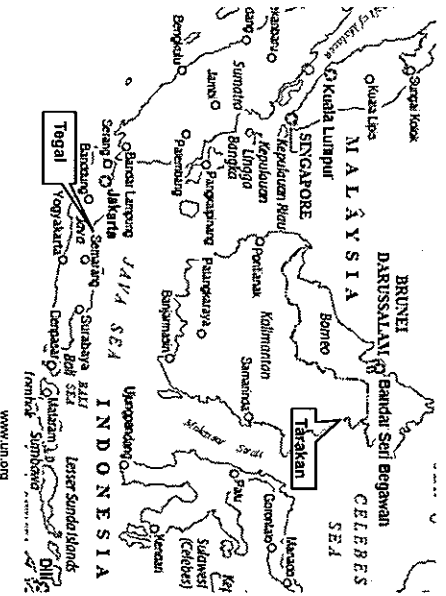 BRUNEI
DARUSSALAM
Bandar Seri Begawan
CELEBES
SEA
Sungai Kolok
Kuala Lipis
Kuala Lumpur
MALAYSIA
SINGAPORE
Kepulauan Riau
Kepulauan
Lingga
Bangka
Pangkalpinang
Borneo
Tarakan
Pontianak
Kalimantan
Samarinda
Palangkaraya
Banjarmasin
Manado
Gorontalo
Palu
Sulawesi
(Celebes)
Kendari
Ujungpandang
Sumatra
Jambi
Palembang
Bengkulu
Bandar Lampung
JAVA SEA
INDONESIA
Jakarta
Serang
Bandung
Java
Semarang
Surabaya
Yogyakarta
Tegal
BALI
Bali SEA
Denpasar
Mataram
Sumbawa
Lesser Sunda Islands
Dili
www.un.org